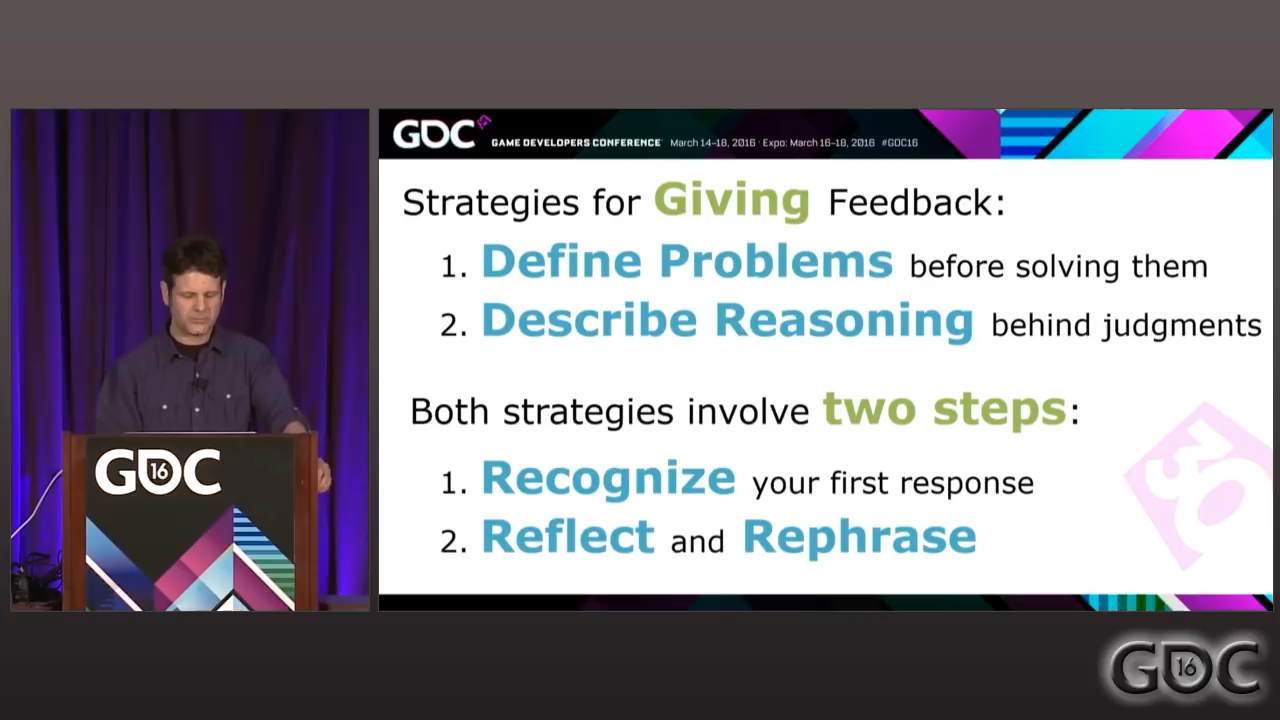 GDC
GAME DEVELOPERS CONFERENCE March 14-18, 2016 · Expo: March 16-18, 2016 #GDC16
Strategies for Giving Feedback:
1. Define Problems before solving them
2. Describe Reasoning behind judgments
Both strategies involve two steps:
1. Recognize your first response
2. Reflect and Rephrase
30
GDC 16
GDC 16